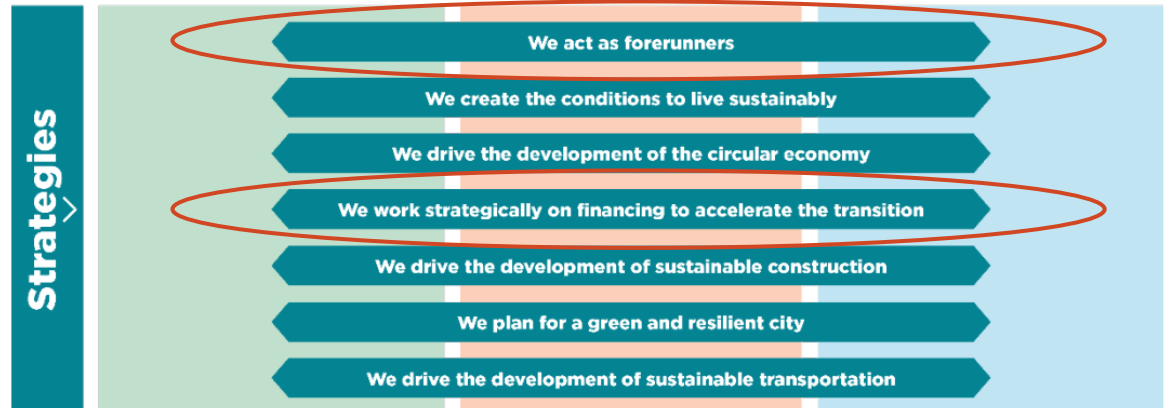 Strategies
We act as forerunners
We create the conditions to live sustainably
We drive the development of the circular economy
We work strategically on financing to accelerate the transition
We drive the development of sustainable construction
We plan for a green and resilient city
We drive the development of sustainable transportation